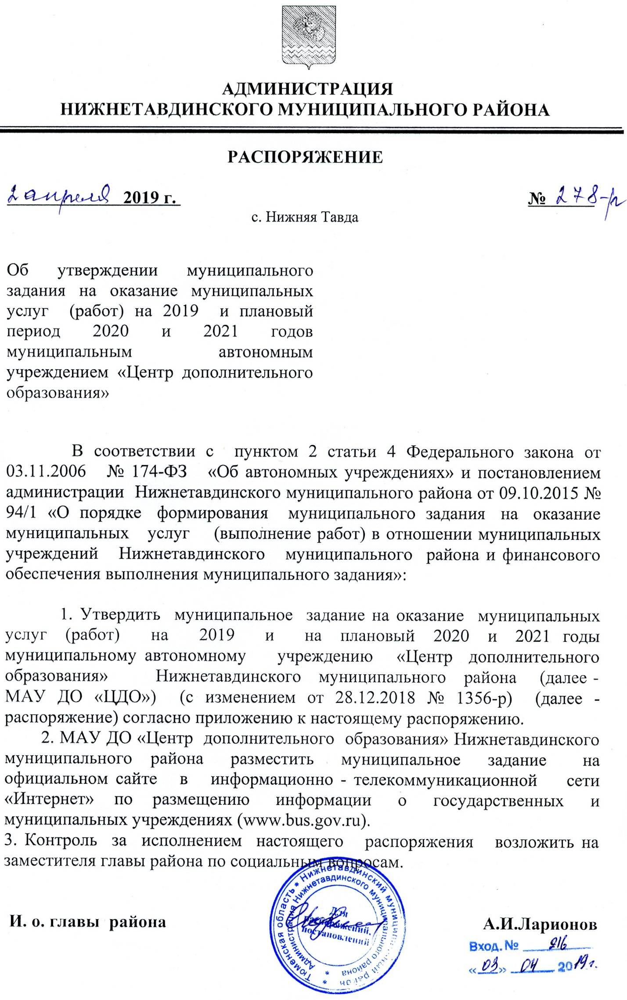 АДМИНИСТРАЦИЯ
НИЖНЕТАВДИНСКОГО МУНИЦИПАЛЬНОГО РАЙОНА
РАСПОРЯЖЕНИЕ
2 апреля 2019 г. № 278-р
с. Нижняя Тавда
Об утверждении муниципального
задания на оказание муниципальных
услуг (работ) на 2019 и плановый
период 2020 и 2021 годов
муниципальным автономным
учреждением «Центр дополнительного
образования»
В соответствии с пунктом 2 статьи 4 Федерального закона от
03.11.2006 № 174-ФЗ «Об автономных учреждениях» и постановлением
администрации Нижнетавдинского муниципального района от 09.10.2015 №
94/1 «О порядке формирования муниципального задания на оказание
муниципальных услуг (выполнение работ) в отношении муниципальных
учреждений Нижнетавдинского муниципального района и финансового
обеспечения выполнения муниципального задания»:
1. Утвердить муниципальное задание на оказание муниципальных
услуг (работ) на 2019 и на плановый 2020 и 2021 годы
муниципальному автономному учреждению «Центр дополнительного
образования» Нижнетавдинского муниципального района (далее -
МАУ ДО «ЦДО») (с изменением от 28.12.2018 № 1356-р) (далее -
распоряжение) согласно приложению к настоящему распоряжению.
2. МАУ ДО «Центр дополнительного образования» Нижнетавдинского
муниципального района разместить муниципальное задание на
официальном сайте в информационно - телекоммуникационной сети
«Интернет» по размещению информации о государственных и
муниципальных учреждениях (www.bus.gov.ru).
3. Контроль за исполнением настоящего распоряжения возложить на
заместителя главы района по социальным вопросам.
И. о. главы района А.И.Ларионов
Тюменская область * Нижнетавдинский муниципальный район *
Администрация Нижнетавдинского муниципального района *
Для
распоряжений,
постановлений
Вход. № 216
«03» 04 2019 г.